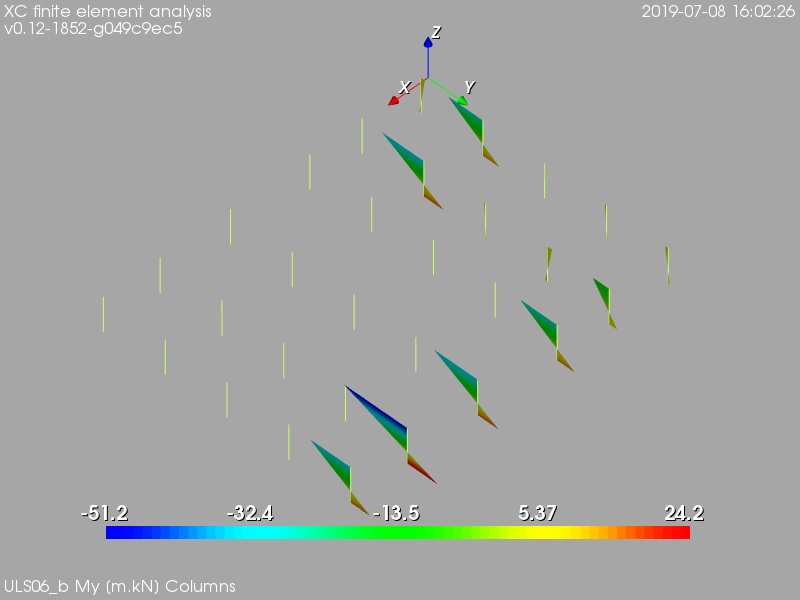 XC finite element analysis
v0.12-1852-g049c9ec5
2019-07-08 16:02:26
Z
X
Y
-51.2 -32.4 -13.5 5.37 24.2
ULS06_b My [m.kN] Columns